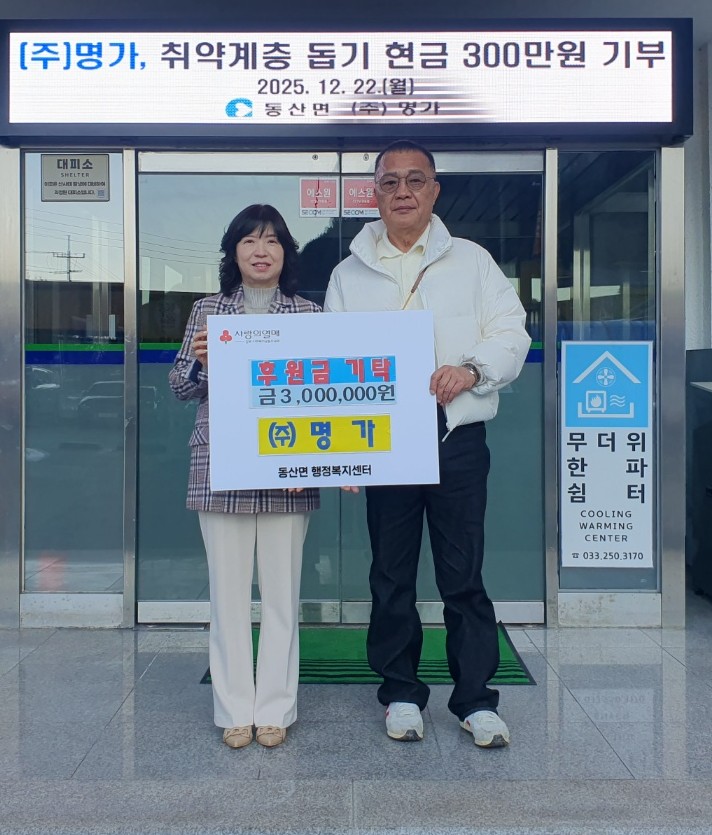 (주)명가, 취약계층 돕기 현금 300만원 기부
2025. 12. 22.(월)
동산면 (주) 명가
대피소
SHELTER
에스원
SECOM
에스원
SECOM
사랑의열매
후원금 기탁
금3,000,000원
(주) 명 가
동산면 행정복지센터
무더위
한 파
쉼 터
COOLING
WARMING
CENTER
☎ 033.250.3170